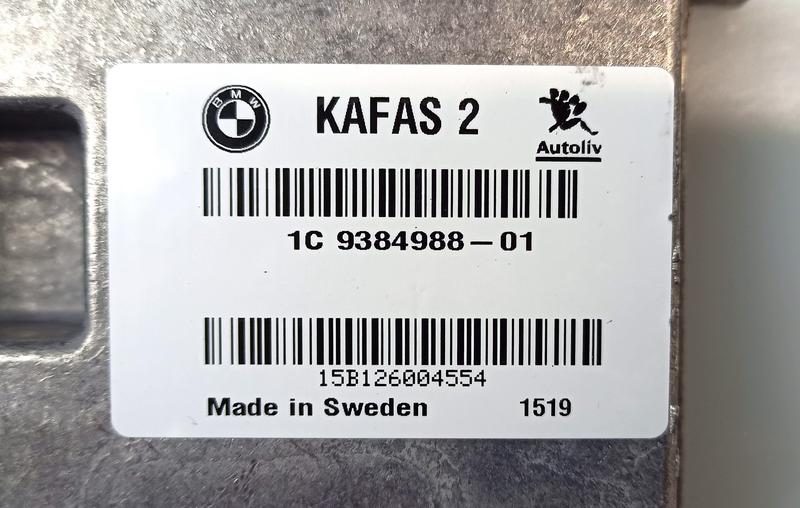 BMW
KAFAS 2
Autoliv
1C 9384988-01
15B126004554
Made in Sweden 1519